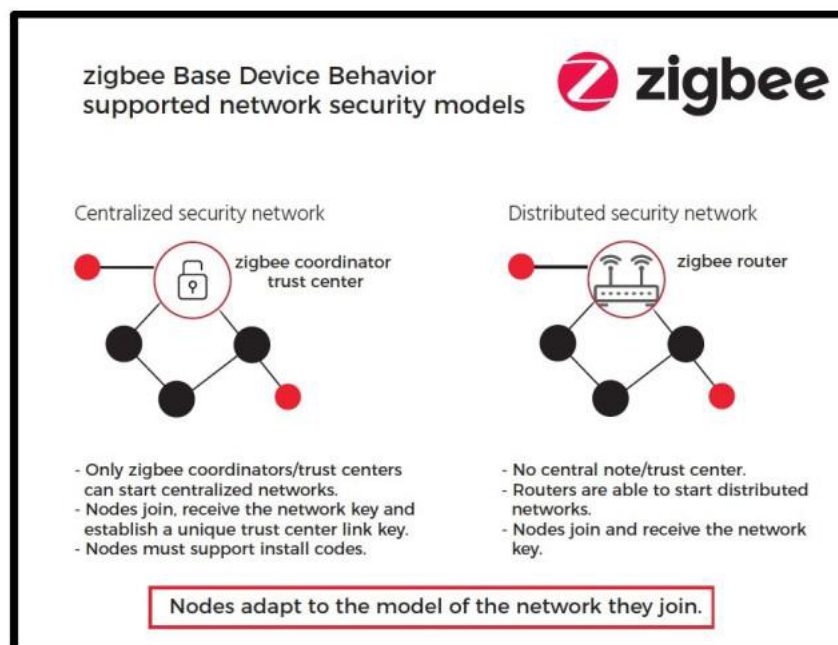 zigbee Base Device Behavior
supported network security models
zigbee
Centralized security network
zigbee coordinator
trust center
- Only zigbee coordinators/trust centers
can start centralized networks.
- Nodes join, receive the network key and
establish a unique trust center link key.
- Nodes must support install codes.
Distributed security network
zigbee router
- No central note/trust center.
- Routers are able to start distributed
networks.
- Nodes join and receive the network
key.
Nodes adapt to the model of the network they join.